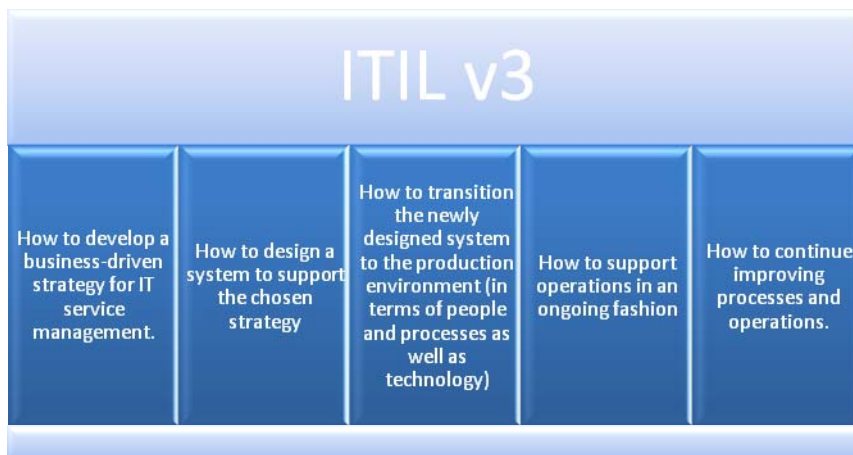 ITIL v3
How to develop a
business-driven
strategy for IT
service
management.
How to design a
system to support
the chosen
strategy
How to transition
the newly
designed system
to the production
environment (in
terms of people
and processes as
well as
technology)
How to support
operations in an
ongoing fashion
How to continue
improving
processes and
operations.